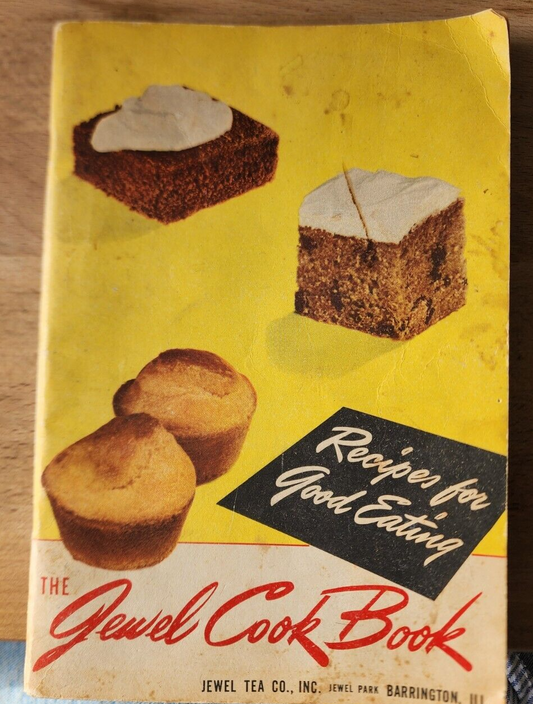 Recipes for
Good Eating
THE
Jewel Cook Book
JEWEL TEA CO., INC. JEWEL PARK BARRINGTON, ILL